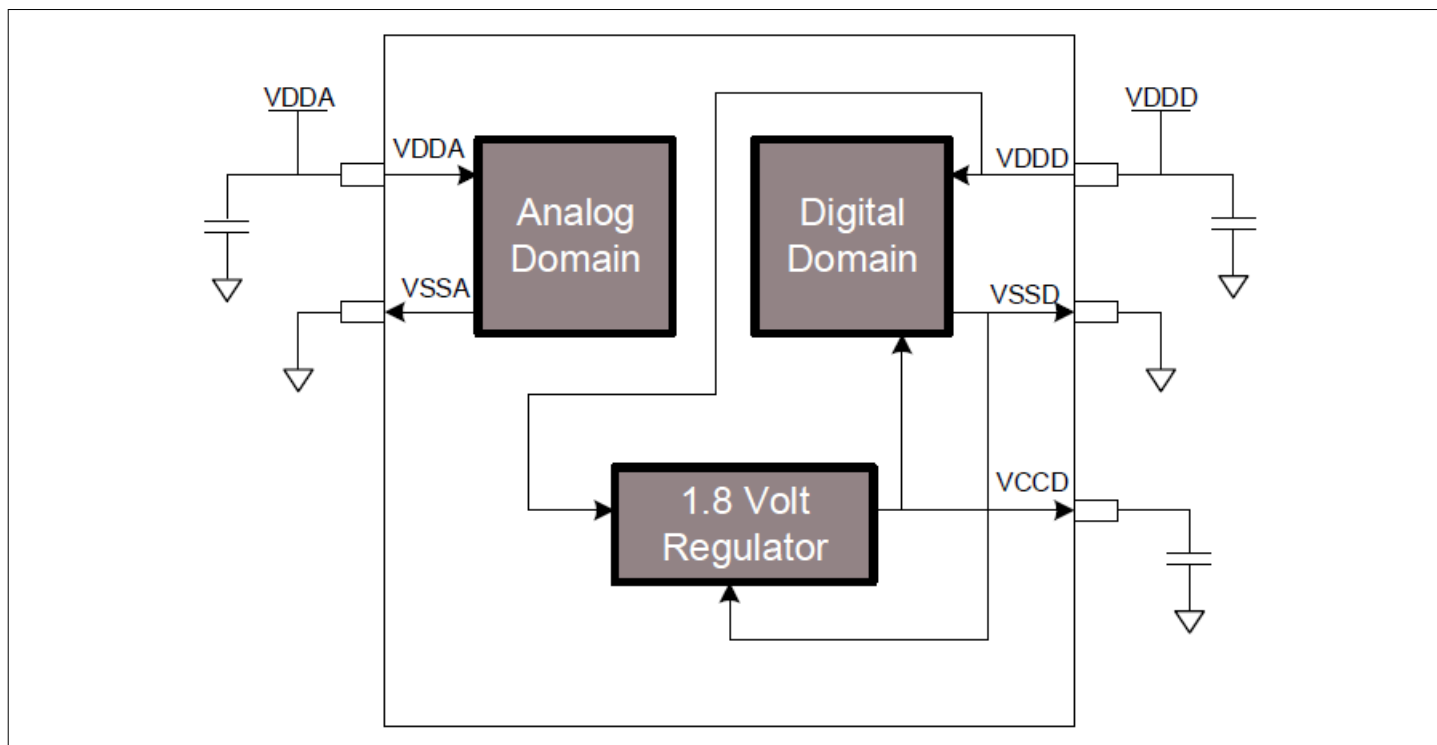 VDDA
VDDD
VDDA
VDDD
Analog
Domain
Digital
Domain
VSSA
VSSD
1.8 Volt
Regulator
VCCD